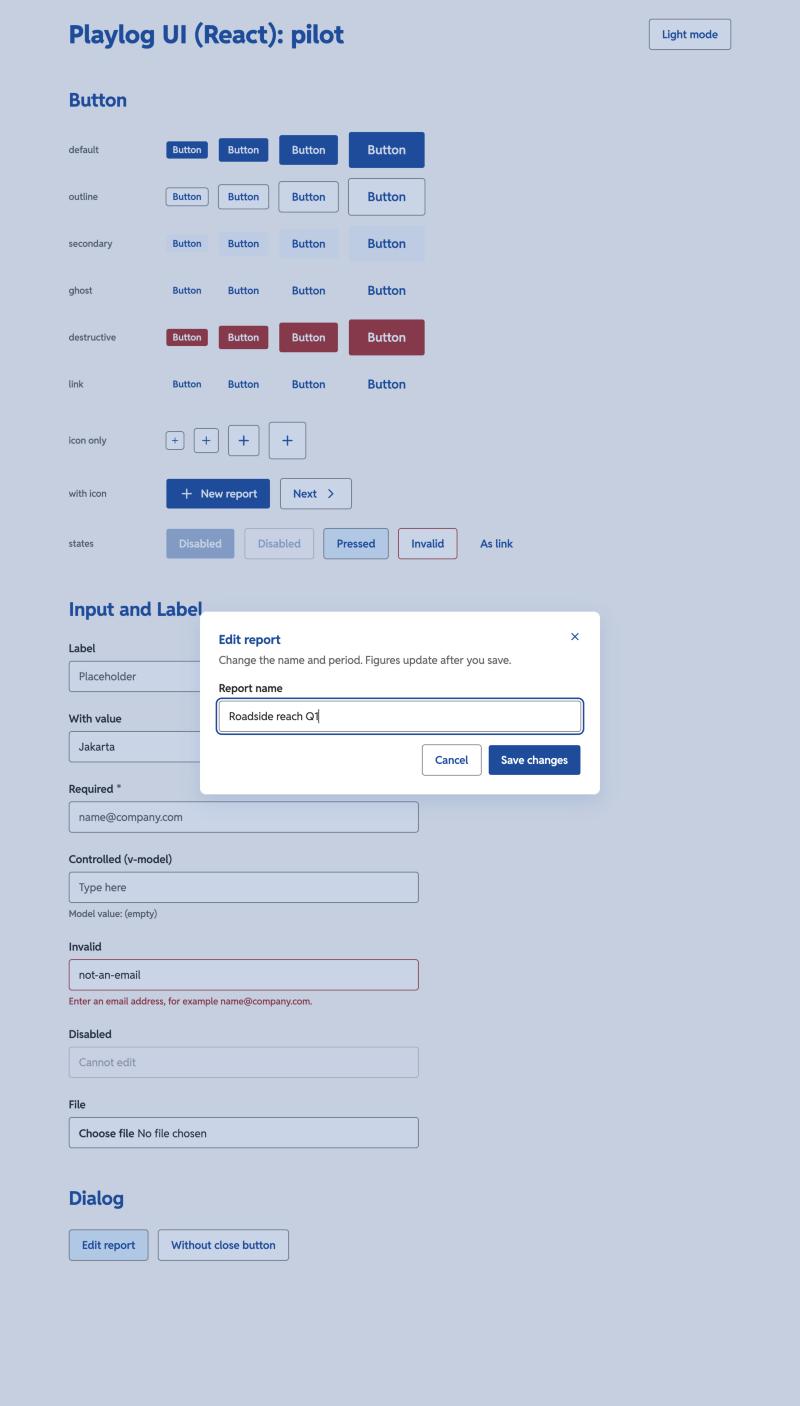 Playlog UI (React): pilot
Light mode
Button
default Button Button Button Button
outline Button Button Button Button
secondary Button Button Button Button
ghost Button Button Button Button
destructive Button Button Button Button
link Button Button Button Button
icon only + + + +
with icon + New report Next
states Disabled Disabled Pressed Invalid As link
Input and Label
Label
Placeholder
With value
Jakarta
Required *
name@company.com
Controlled (v-model)
Type here
Model value: (empty)
Invalid
not-an-email
Enter an email address, for example name@company.com.
Disabled
Cannot edit
File
Choose file No file chosen
Dialog
Edit report Without close button
Edit report
Change the name and period. Figures update after you save.
Report name
Roadside reach Q1
Cancel Save changes